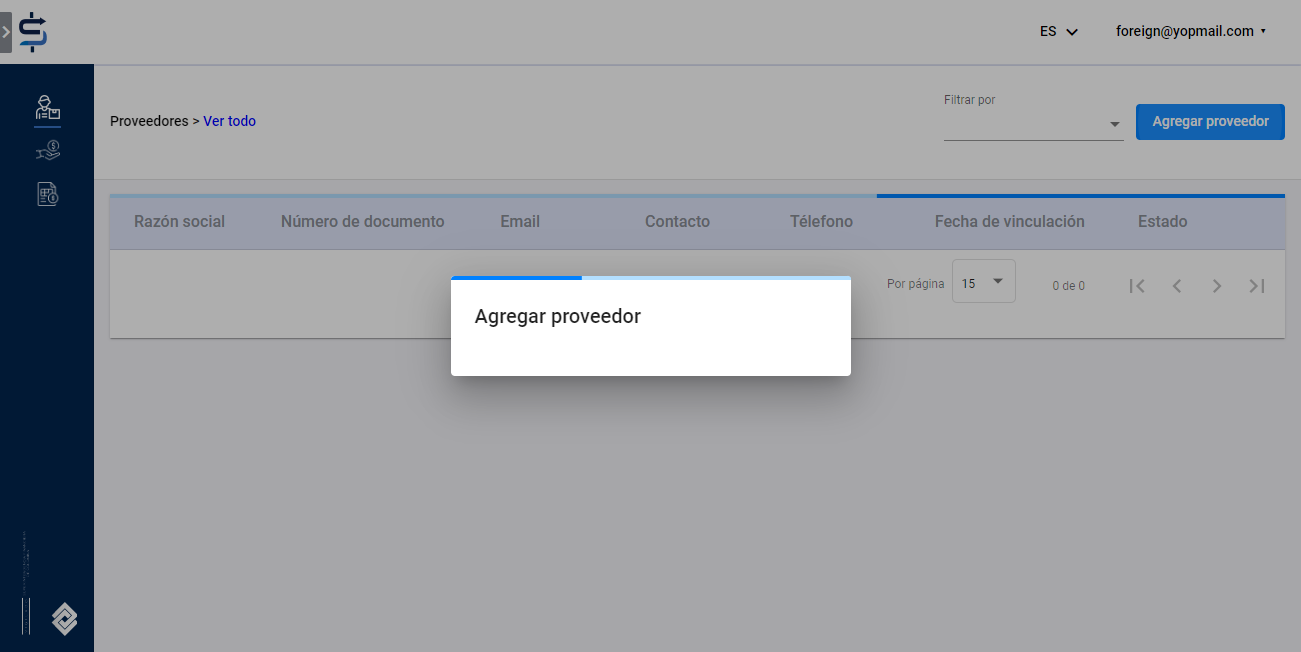 ES
foreign@yopmail.com
Proveedores > Ver todo
Filtrar por
Agregar proveedor
Razón social Número de documento Email Contacto Télefono Fecha de vinculación Estado
Por página 15 0 de 0
Agregar proveedor